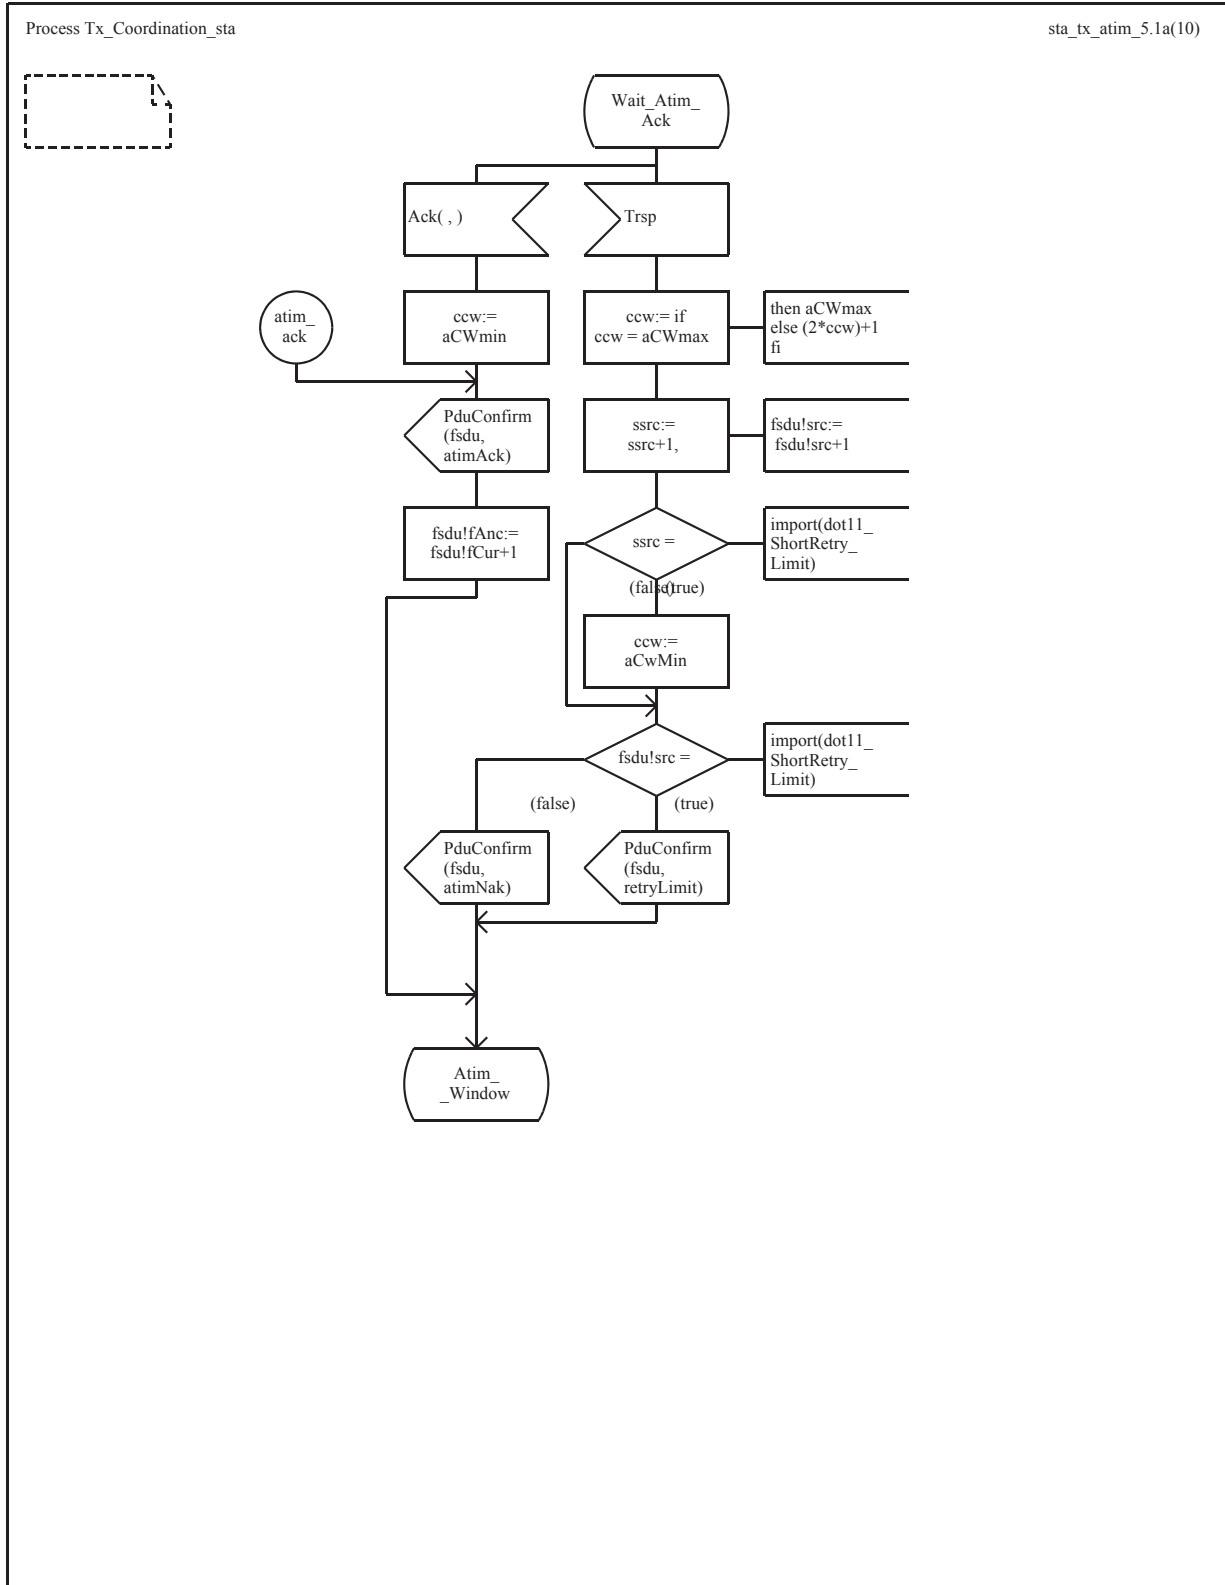 Process Tx_Coordination_sta
sta_tx_atim_5.1a(10)
Wait_Atim_
Ack
Ack( , )
Trsp
atim_
ack
ccw:=
aCWmin
ccw:= if
ccw = aCWmax
then aCWmax
else (2*ccw)+1
fi
PduConfirm
(fsdu,
atimAck)
ssrc:=
ssrc+1,
fsdu!src:=
fsdu!src+1
fsdu!fAnc:=
fsdu!fCur+1
ssrc =
import(dot11_
ShortRetry_
Limit)
(false)
(true)
ccw:=
aCwMin
fsdu!src =
import(dot11_
ShortRetry_
Limit)
(false)
(true)
PduConfirm
(fsdu,
atimNak)
PduConfirm
(fsdu,
retryLimit)
Atim_
_Window